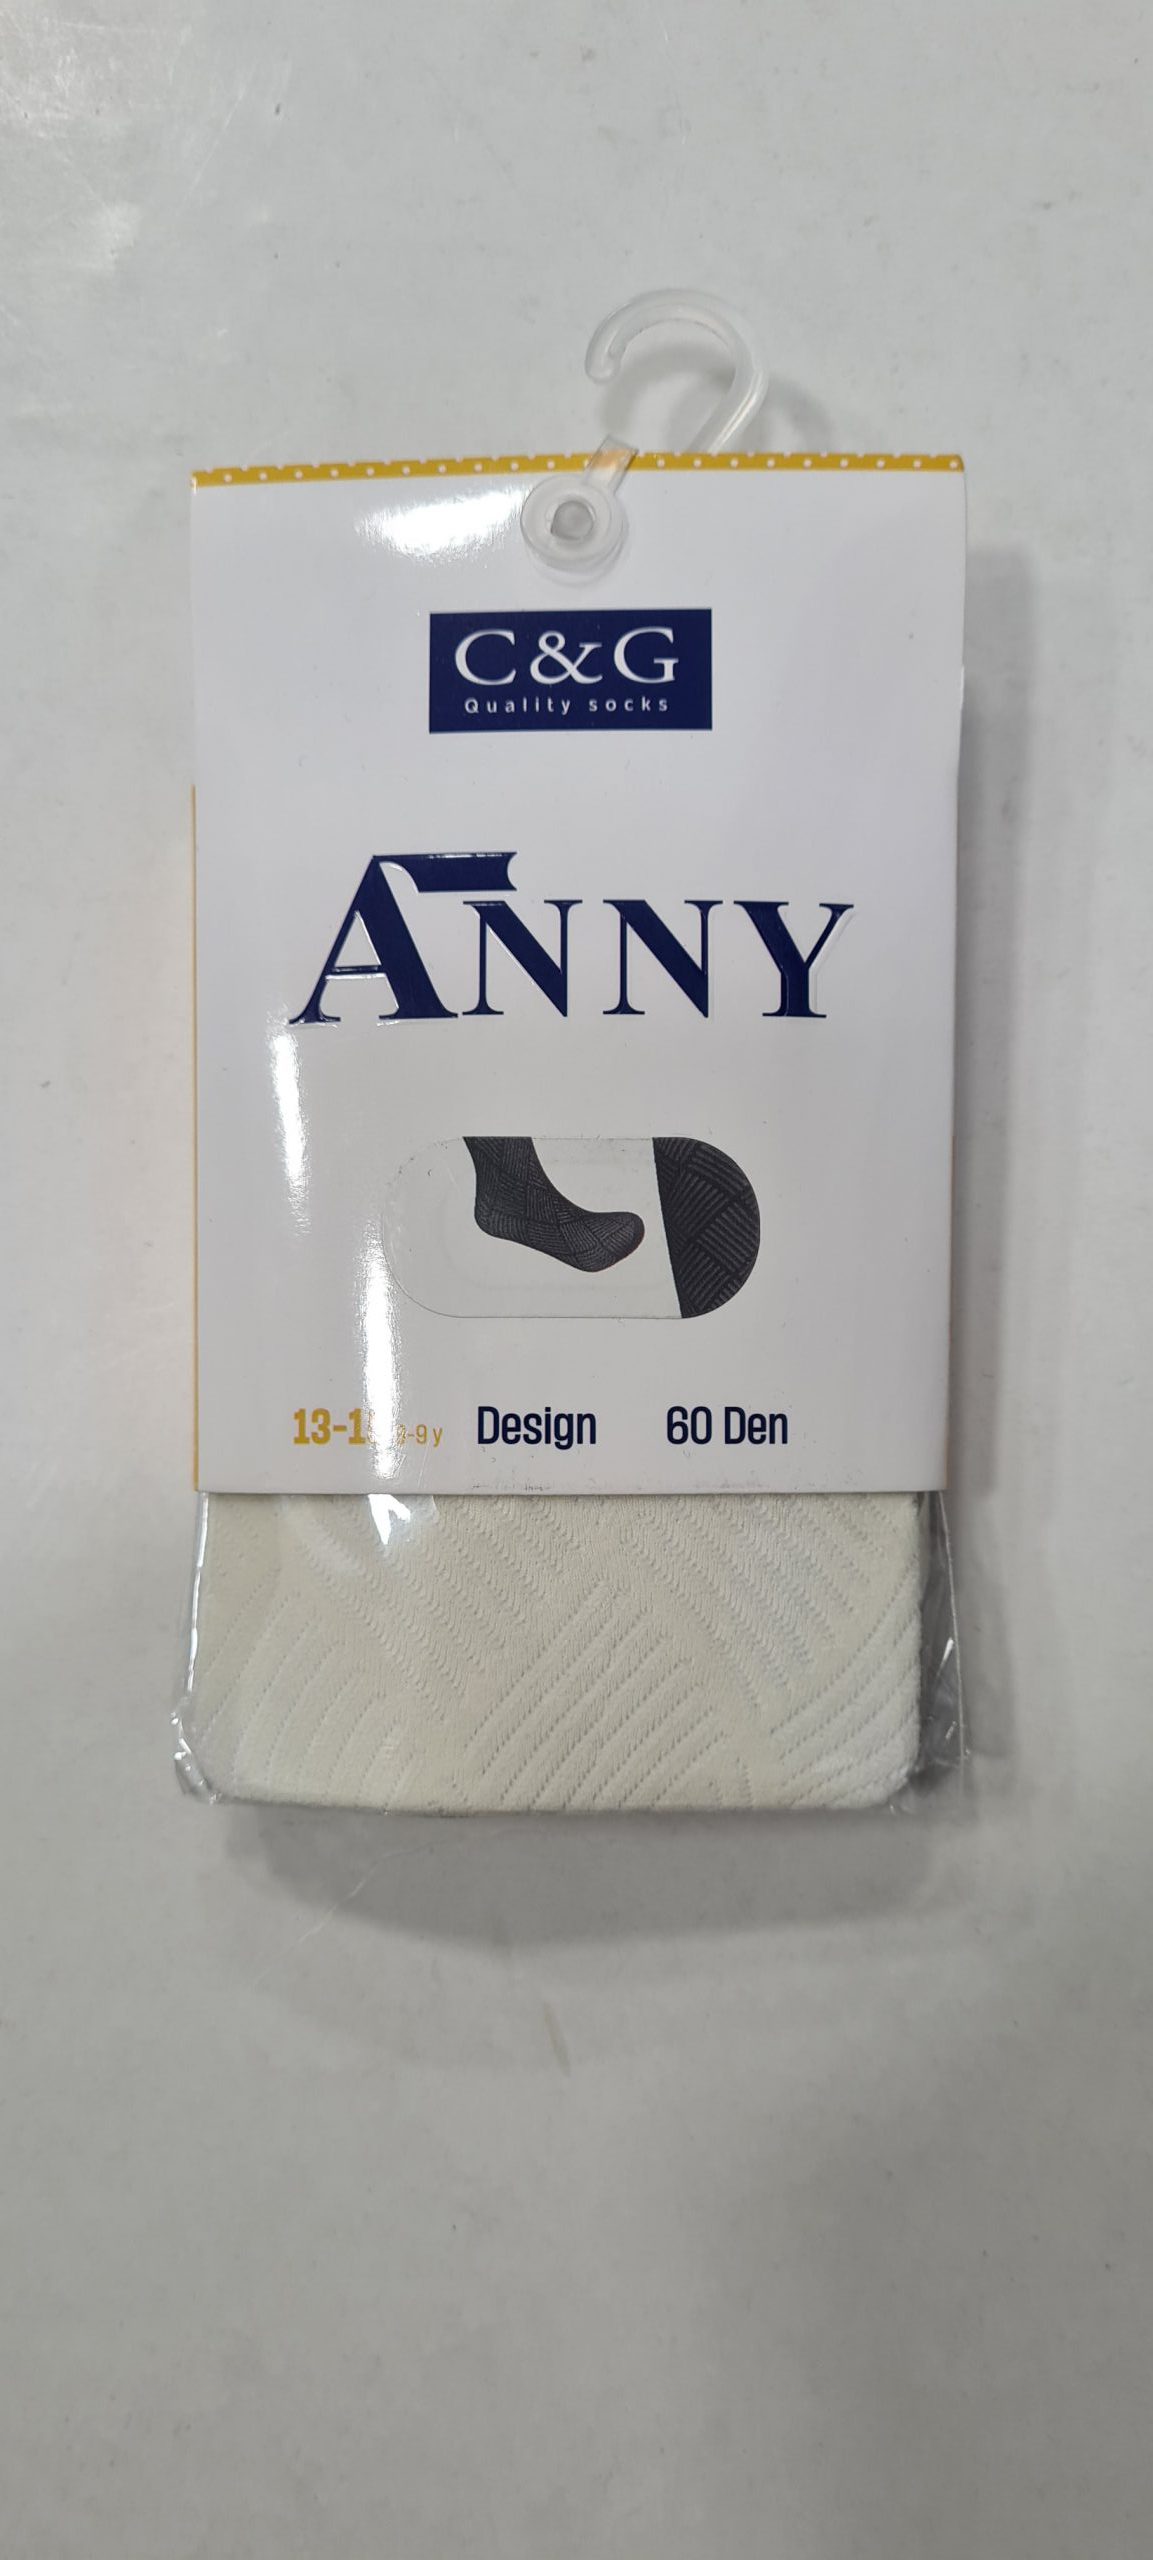 C&G
Quality socks
ANNY
Design 60 Den